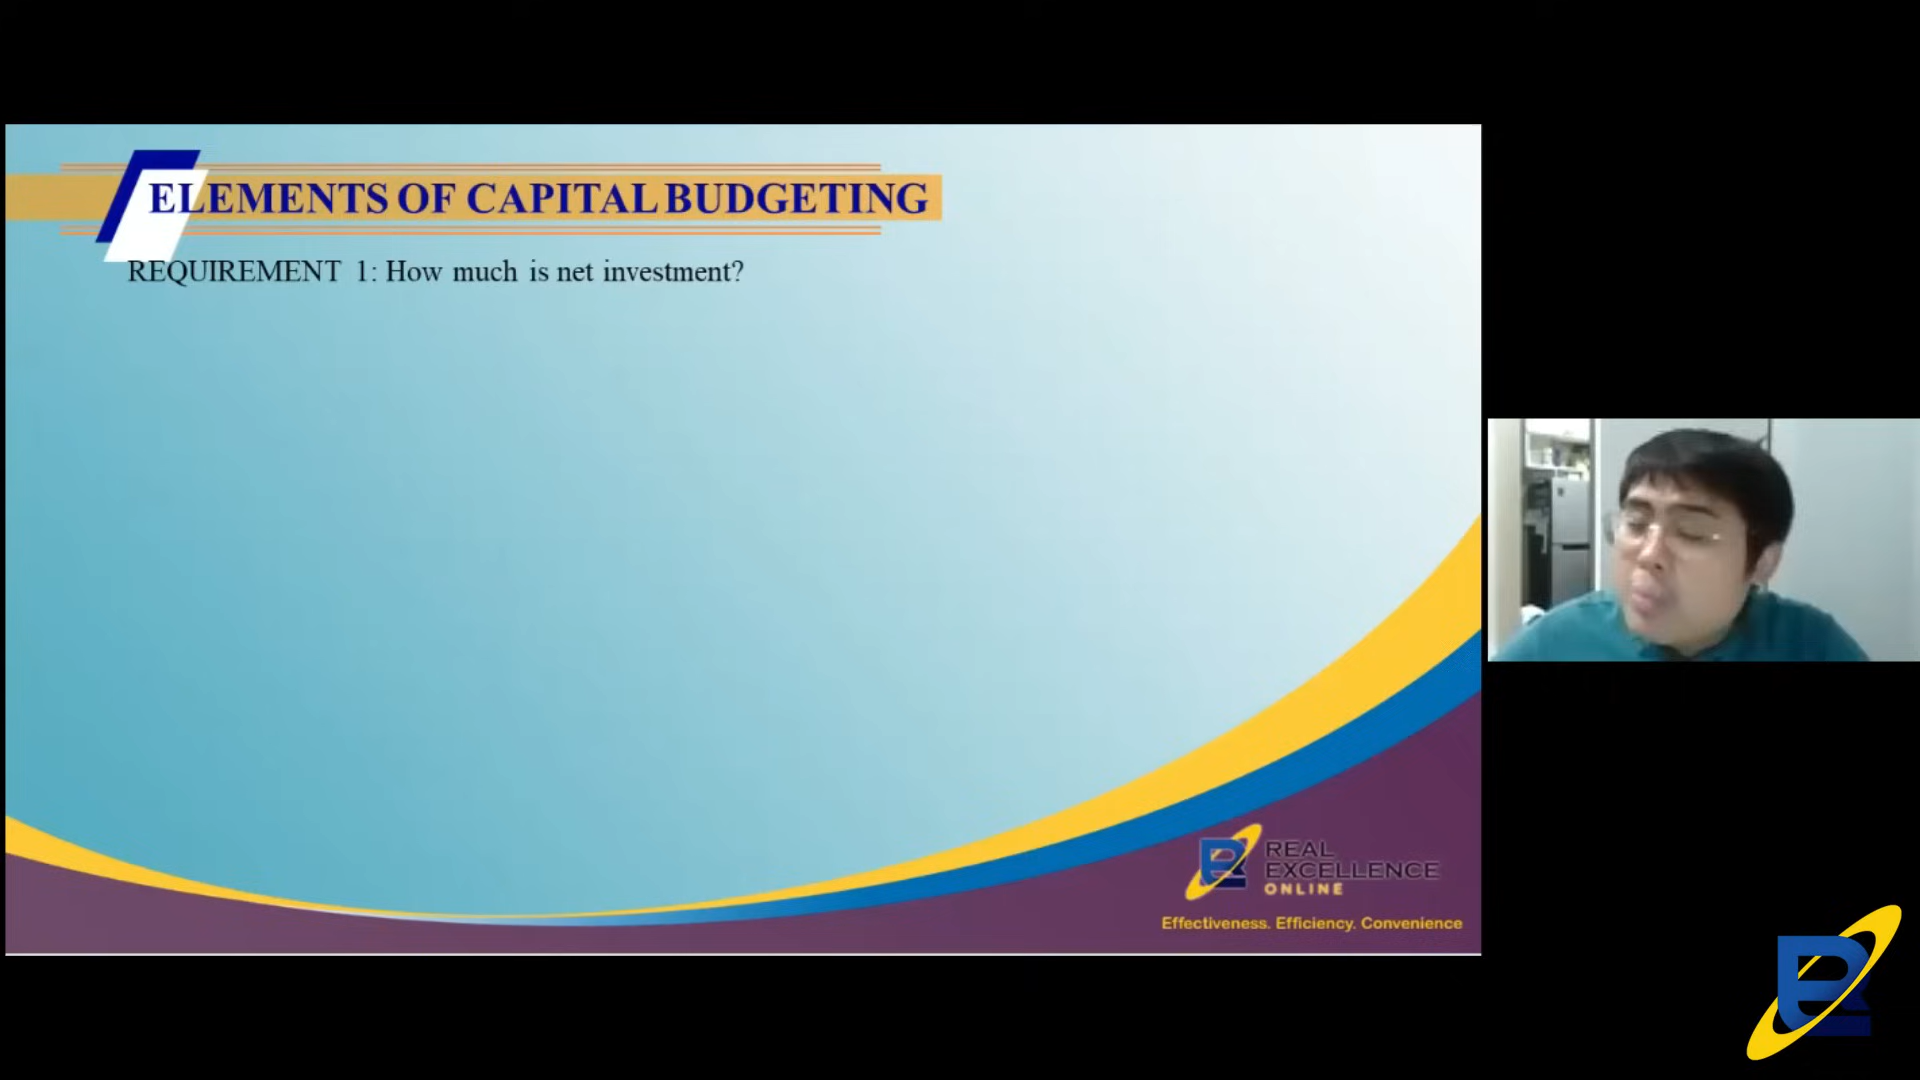 ELEMENTS OF CAPITAL BUDGETING
REQUIREMENT 1: How much is net investment?
REAL
EXCELLENCE
ONLINE
Effectiveness. Efficiency. Convenience